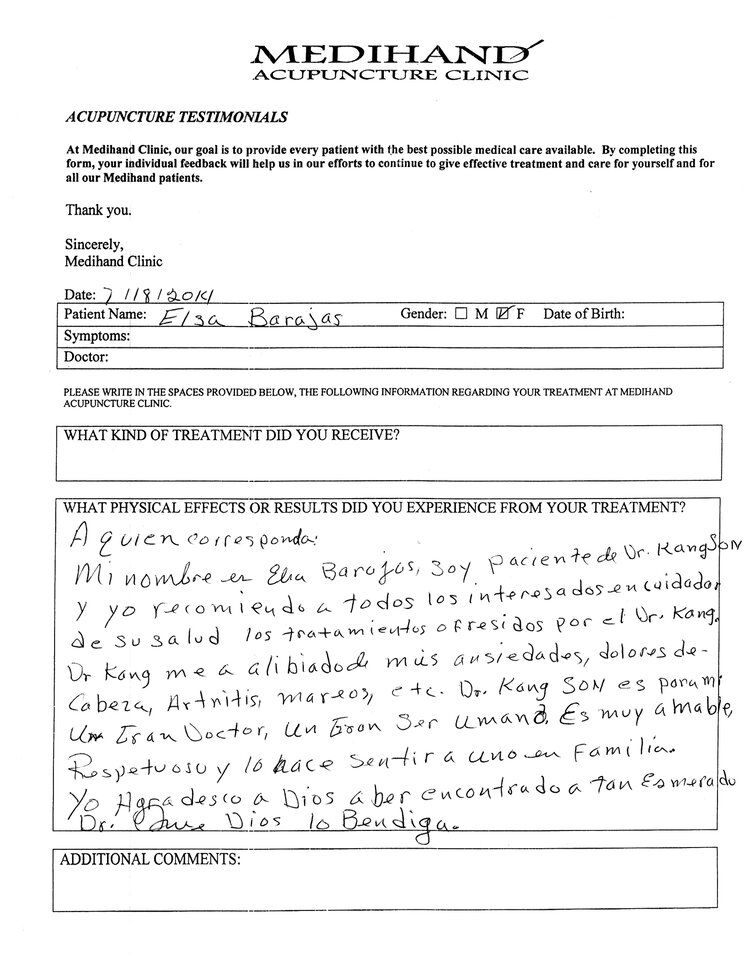 MEDIHAND
ACUPUNCTURE CLINIC
ACUPUNCTURE TESTIMONIALS
At Medihand Clinic, our goal is to provide every patient with the best possible medical care available. By completing this
form, your individual feedback will help us in our efforts to continue to give effective treatment and care for yourself and for
all our Medihand patients.
Thank you.
Sincerely,
Medihand Clinic
Date: 7/18/2014
Patient Name: Elsa Barajas Gender: ☐ M ☑ F Date of Birth:
Symptoms:
Doctor:
PLEASE WRITE IN THE SPACES PROVIDED BELOW, THE FOLLOWING INFORMATION REGARDING YOUR TREATMENT AT MEDIHAND
ACUPUNCTURE CLINIC.
WHAT KIND OF TREATMENT DID YOU RECEIVE?
WHAT PHYSICAL EFFECTS OR RESULTS DID YOU EXPERIENCE FROM YOUR TREATMENT?
A quien corresponda:
Mi nombre es Elsa Barajas, soy paciente de Dr. Kang SON
y yo recomiendo a todos los interesados en cuidador
de su salud los tratamientos ofresidos por el Dr. Kang.
Dr Kang me a alibiado de mis ansiedades, dolores de
Cabeza, Artritis, mareos, etc. Dr. Kang SON es para mi
Un Gran Doctor, Un Gran Ser Umano. Es muy amable,
Respetuoso y lo hace sentir a uno en Familia.
Yo Agradesco a Dios aber encontrado a tan Esmerado
Dr. Que Dios lo Bendiga.
ADDITIONAL COMMENTS: